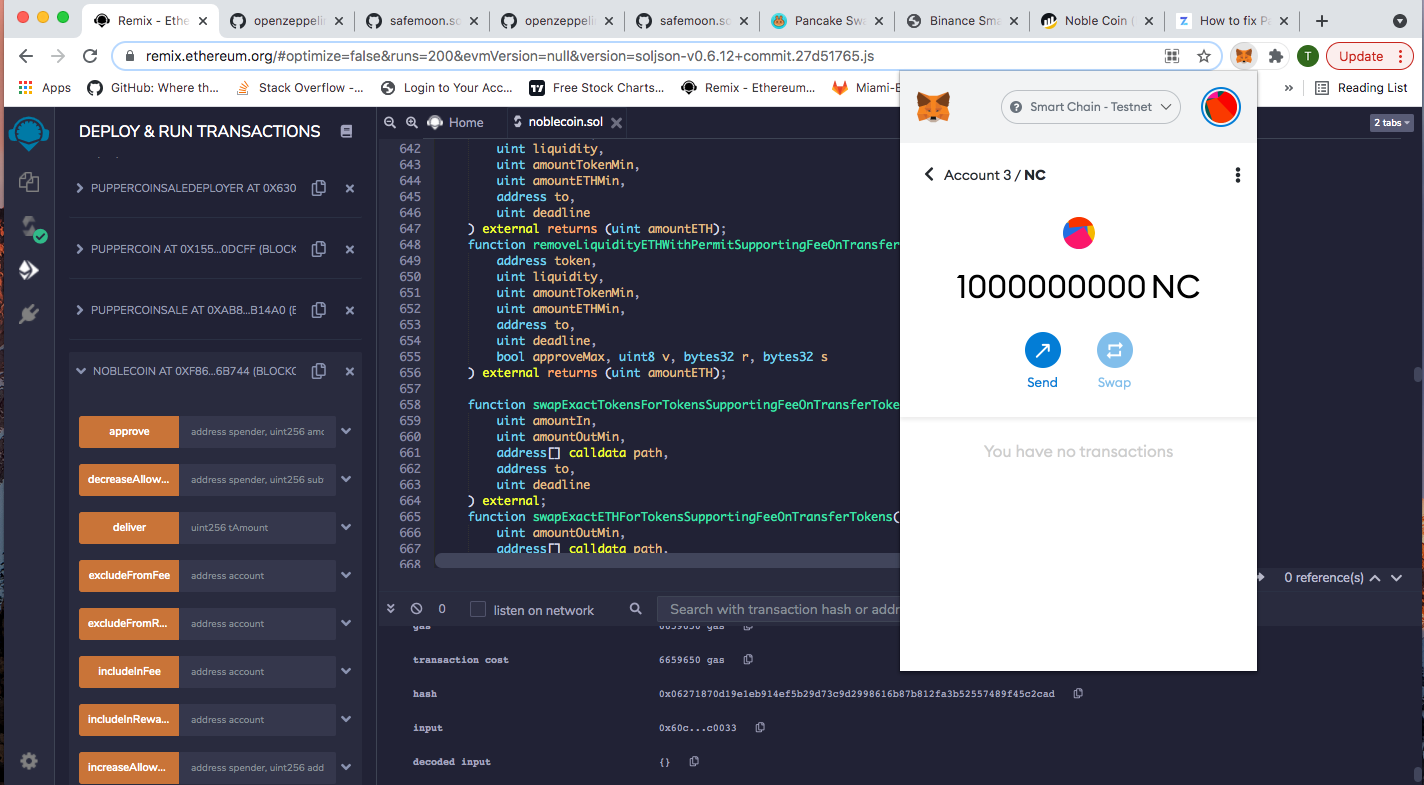 Remix - Ethe
openzeppelin
safemoon.so
openzeppelin
safemoon.so
Pancake Swa
Binance Sma
Noble Coin (
How to fix Pa
remix.ethereum.org/#optimize=false&runs=200&evmVersion=null&version=soljson-v0.6.12+commit.27d51765.js
T
Update
Apps
GitHub: Where th...
Stack Overflow -...
Login to Your Acc...
Free Stock Charts...
Remix - Ethereum...
Miami-B
»
Reading List
DEPLOY & RUN TRANSACTIONS
PUPPERCOINSALEDEPLOYER AT 0X630
PUPPERCOIN AT 0X155...0DCFF (BLOCK
PUPPERCOINSALE AT 0XAB8...B14A0 (E
NOBLECOIN AT 0XF86...6B744 (BLOCKC
approve
address spender, uint256 amo
decreaseAllow...
address spender, uint256 sub
deliver
uint256 tAmount
excludeFromFee
address account
excludeFromR...
address account
includeInFee
address account
includeInRewa...
address account
increaseAllow...
address spender, uint256 add
Home
noblecoin.sol
2 tabs
642 uint liquidity,
643 uint amountTokenMin,
644 uint amountETHMin,
645 address to,
646 uint deadline
647 ) external returns (uint amountETH);
648 function removeLiquidityETHWithPermitSupportingFeeOnTransfer
649 address token,
650 uint liquidity,
651 uint amountTokenMin,
652 uint amountETHMin,
653 address to,
654 uint deadline,
655 bool approveMax, uint8 v, bytes32 r, bytes32 s
656 ) external returns (uint amountETH);
657
658 function swapExactTokensForTokensSupportingFeeOnTransferToke
659 uint amountIn,
660 uint amountOutMin,
661 address[] calldata path,
662 address to,
663 uint deadline
664 ) external;
665 function swapExactETHForTokensSupportingFeeOnTransferTokens(
666 uint amountOutMin,
667 address[] calldata path,
668
0 reference(s)
0
listen on network
Search with transaction hash or addr
gas
6659650 gas
transaction cost
6659650 gas
hash
0x06271870d19e1eb914ef5b29d73c9d2998616b87b812fa3b52557489f45c2cad
input
0x60c...c0033
decoded input
{}
Smart Chain - Testnet
Account 3 / NC
1000000000 NC
Send
Swap
You have no transactions